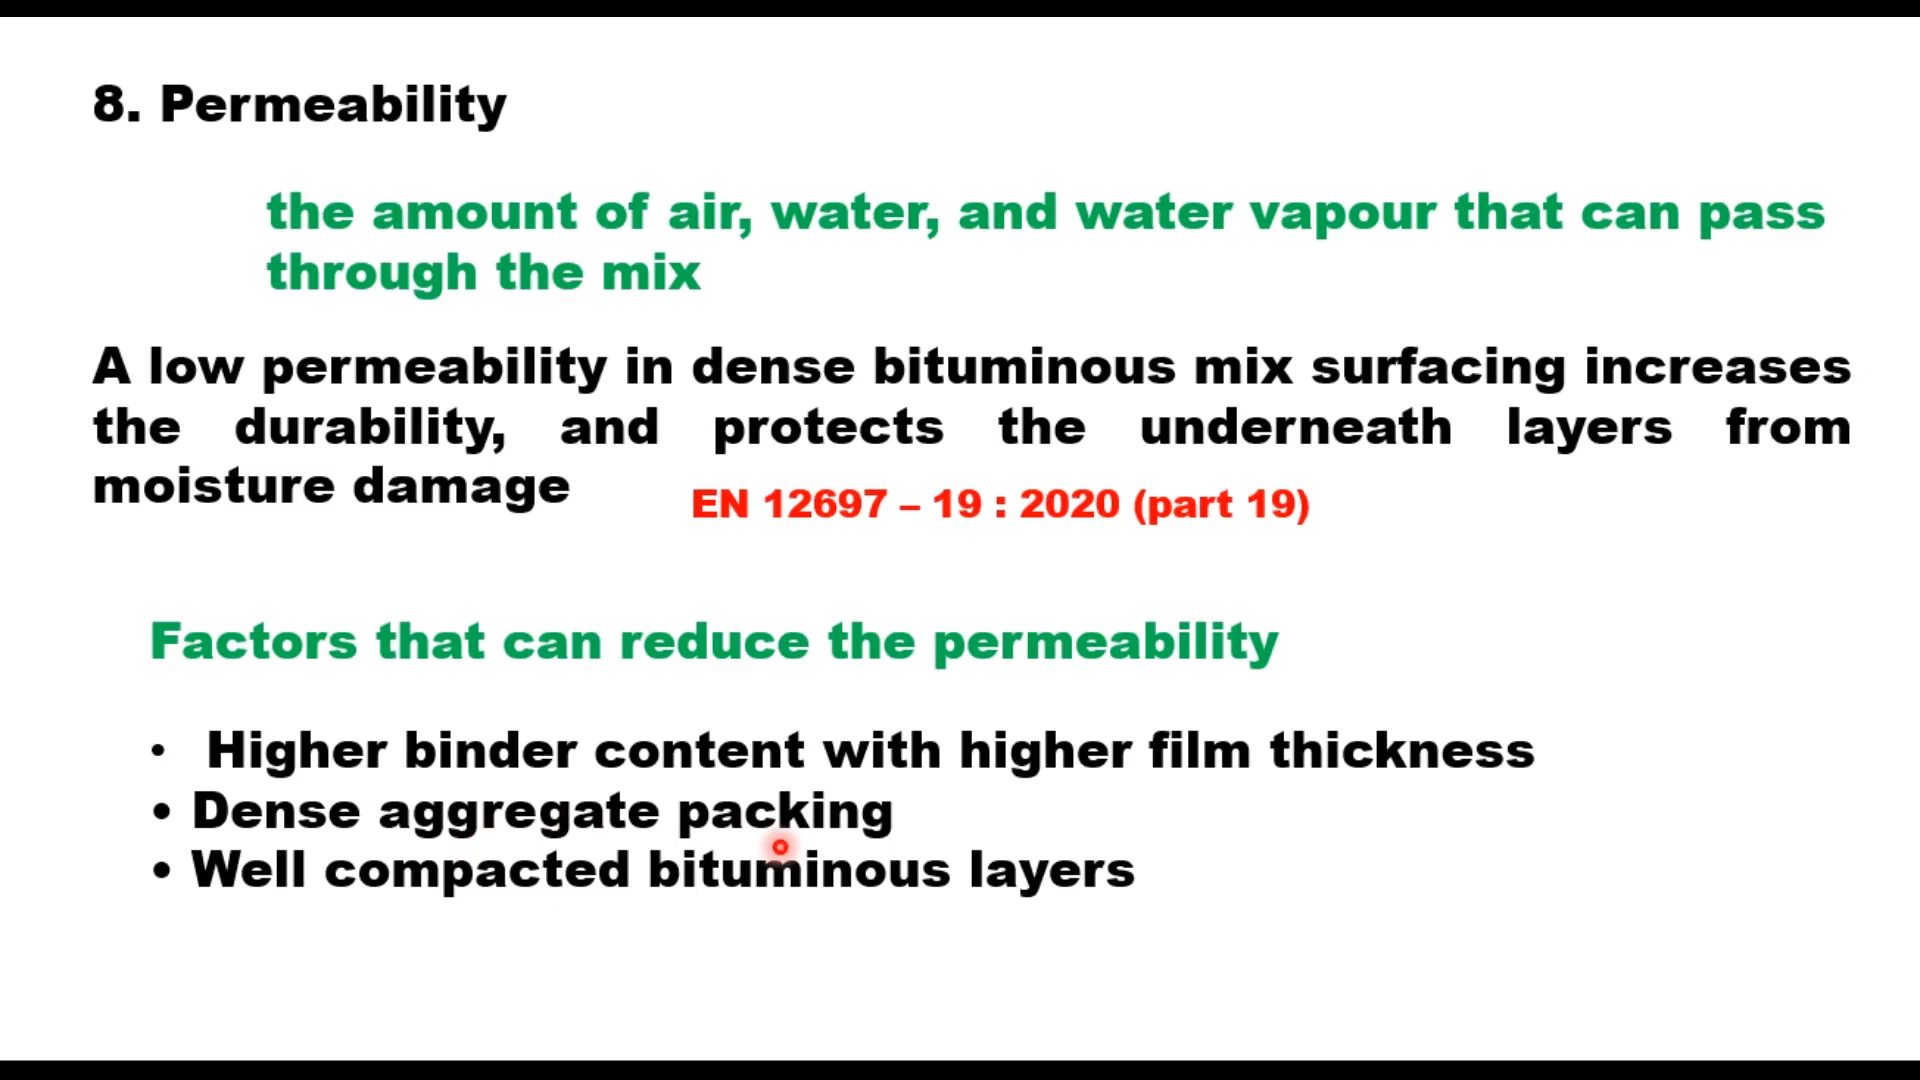 8. Permeability
the amount of air, water, and water vapour that can pass
through the mix
A low permeability in dense bituminous mix surfacing increases
the durability, and protects the underneath layers from
moisture damage
EN 12697 – 19 : 2020 (part 19)
Factors that can reduce the permeability
• Higher binder content with higher film thickness
• Dense aggregate packing
• Well compacted bituminous layers